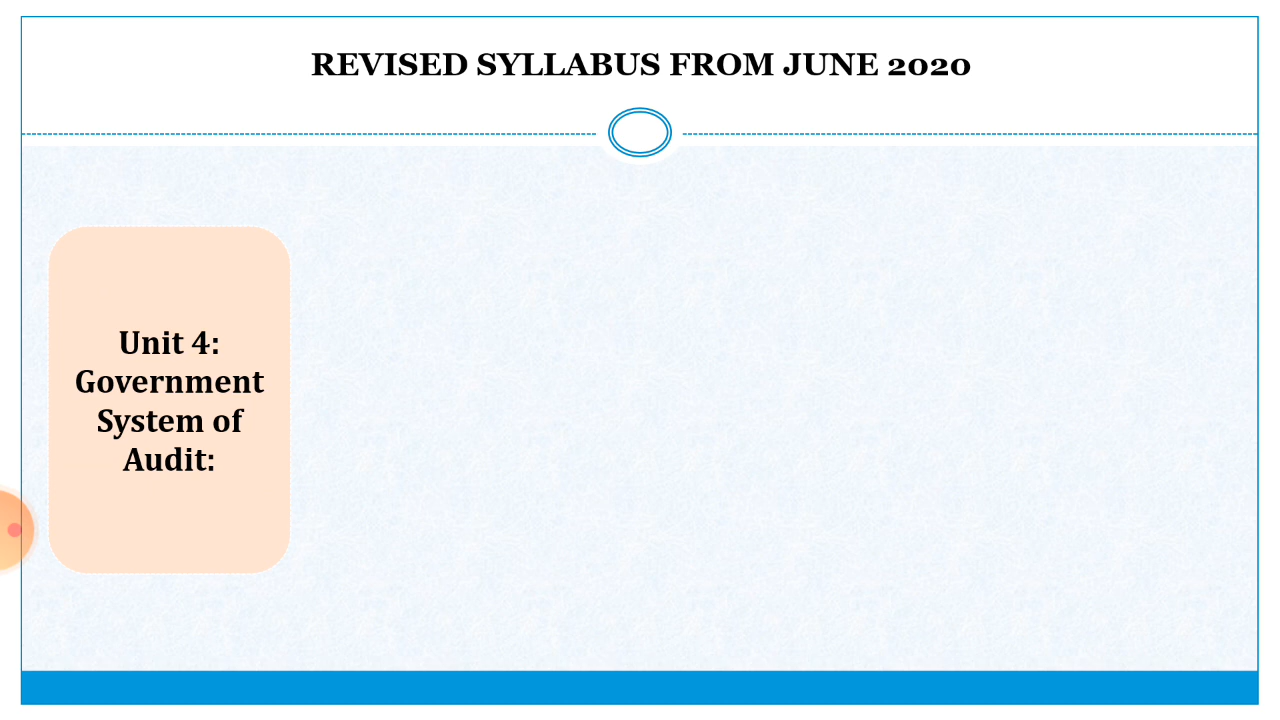 REVISED SYLLABUS FROM JUNE 2020
Unit 4:
Government
System of
Audit: